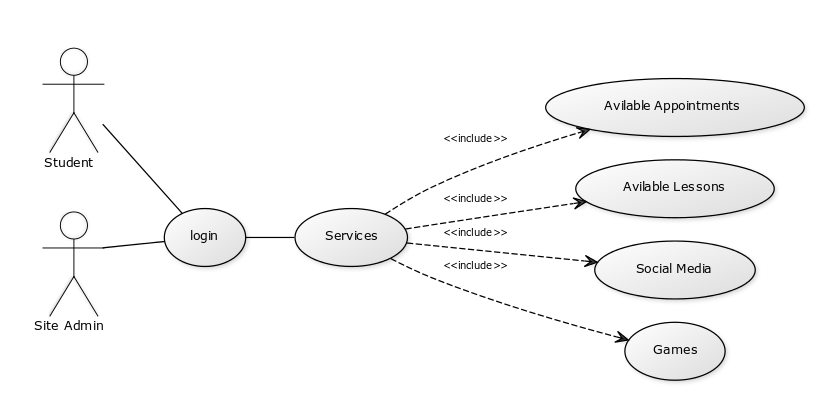 Student
Site Admin
login
Services
<<include>>
<<include>>
<<include>>
<<include>>
Avilable Appointments
Avilable Lessons
Social Media
Games